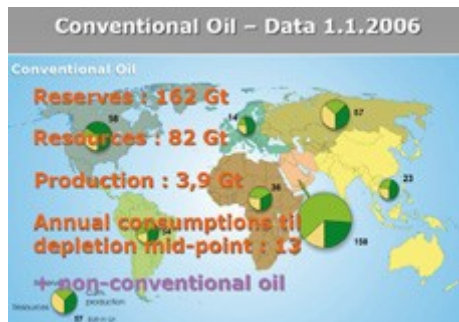 Conventional Oil – Data 1.1.2006
Conventional Oil
Reserves : 162 Gt
58
14
57
Resources : 82 Gt
Production : 3,9 Gt
23
36
Annual consumptions til
depletion mid-point : 13
158
+ non-conventional oil
production
Resources
57